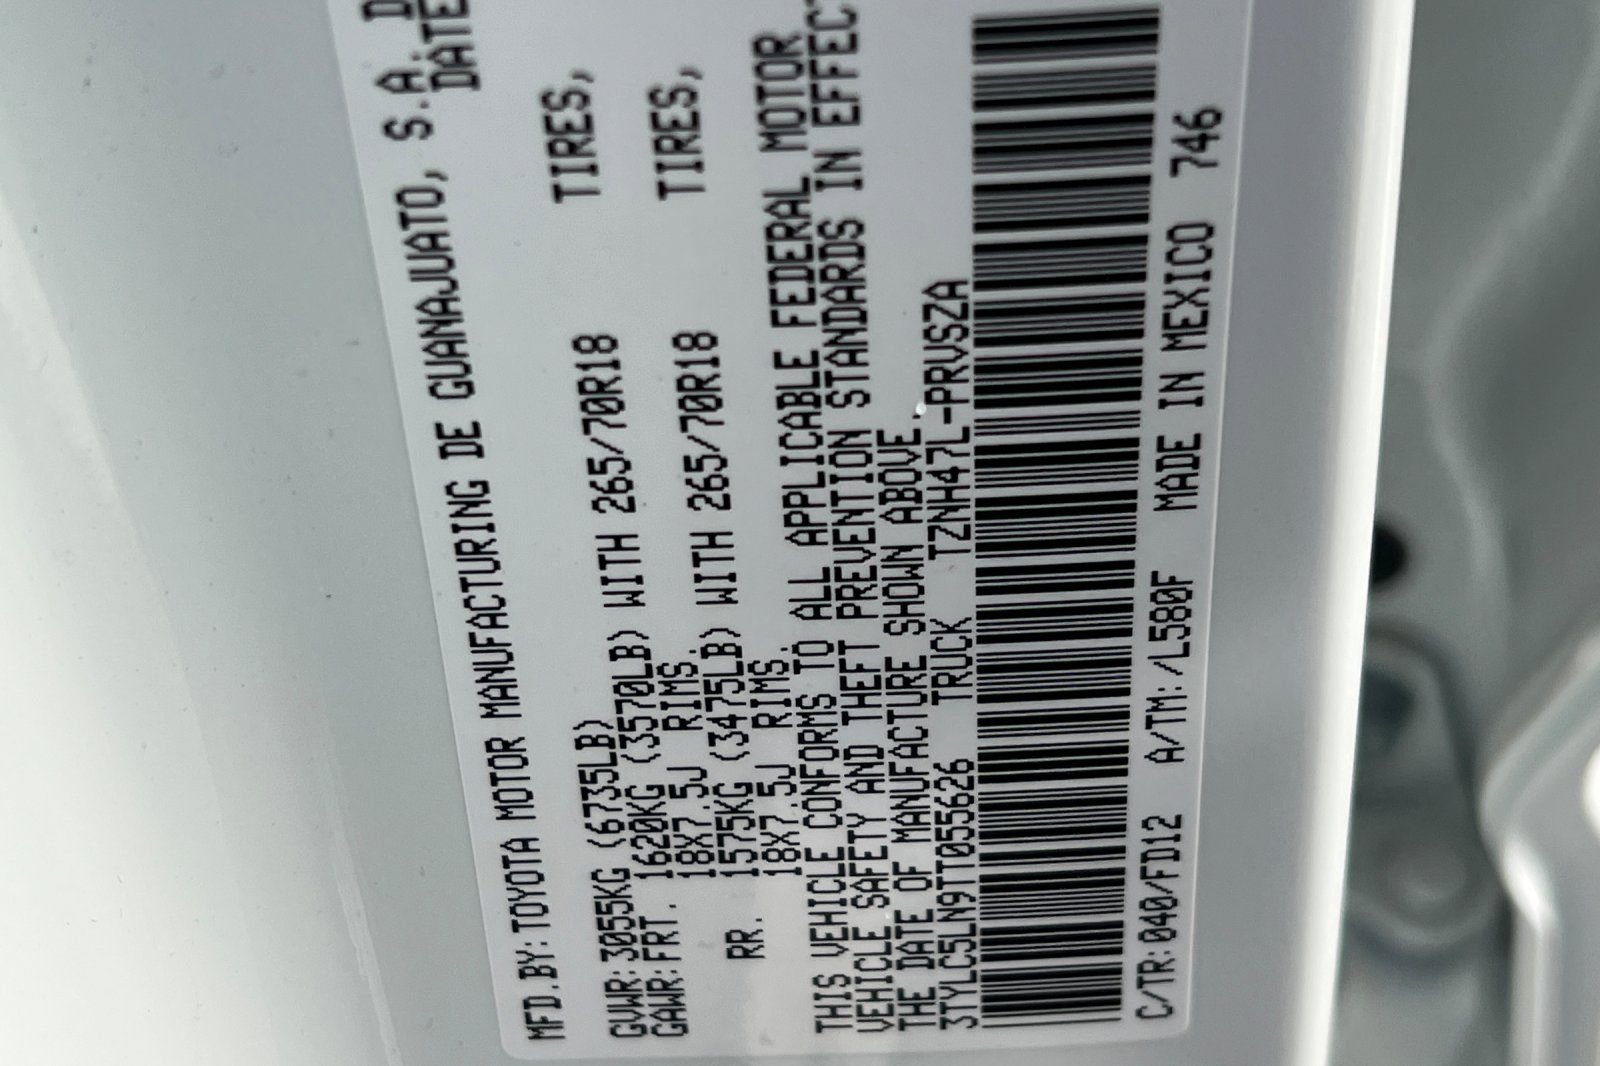 MFD.BY:TOYOTA MOTOR MANUFACTURING DE GUANAJUATO, S.A. D
DATE
GVWR:3055KG (6735LB)
GAWR:FRT. 1620KG (3570LB) WITH 265/70R18 TIRES,
18X7.5J RIMS.
RR. 1575KG (3475LB) WITH 265/70R18 TIRES,
18X7.5J RIMS.
THIS VEHICLE CONFORMS TO ALL APPLICABLE FEDERAL MOTOR
VEHICLE SAFETY AND THEFT PREVENTION STANDARDS IN EFFECT
THE DATE OF MANUFACTURE SHOWN ABOVE.
3TYLC5LN9TT055626 TRUCK TZNH47L-PRVSZA
C/TR:040/FD12 A/TM:/L580F MADE IN MEXICO 746